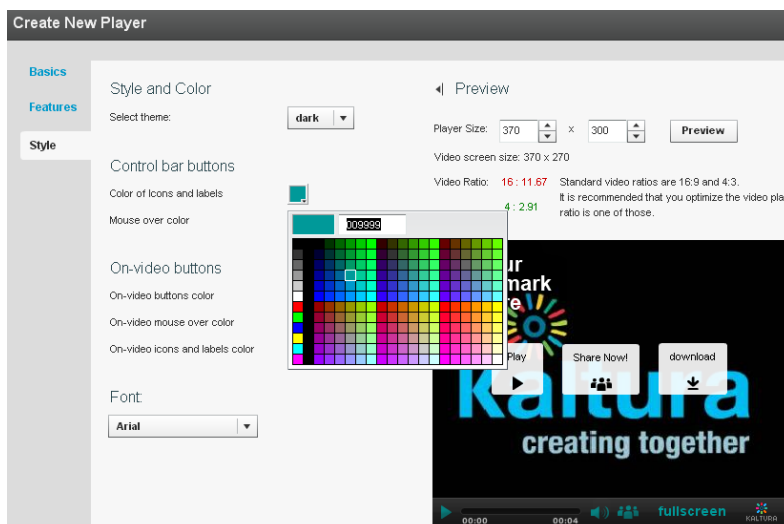 Create New Player
Basics
Features
Style
Style and Color
Select theme:
dark
Control bar buttons
Color of Icons and labels
Mouse over color
009999
On-video buttons
On-video buttons color
On-video mouse over color
On-video icons and labels color
Font:
Arial
Preview
Player Size: 370 x 300 Preview
Video screen size: 370 x 270
Video Ratio: 16 : 11.67 Standard video ratios are 16:9 and 4:3.
4 : 2.91 It is recommended that you optimize the video pla
ratio is one of those.
ur
mark
re
Play
Share Now!
download
Kaltura
creating together
00:00
00:04
fullscreen
KALTURA